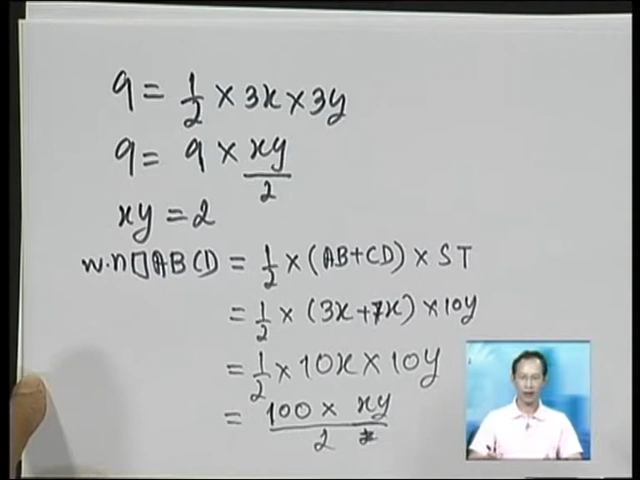 9 = 1/2 × 3x × 3y
9 = 9 × xy/2
xy = 2
พ.ท□ABCD = 1/2 × (AB+CD) × ST
= 1/2 × (3x+7x) × 10y
= 1/2 × 10x × 10y
= 100 × xy/2